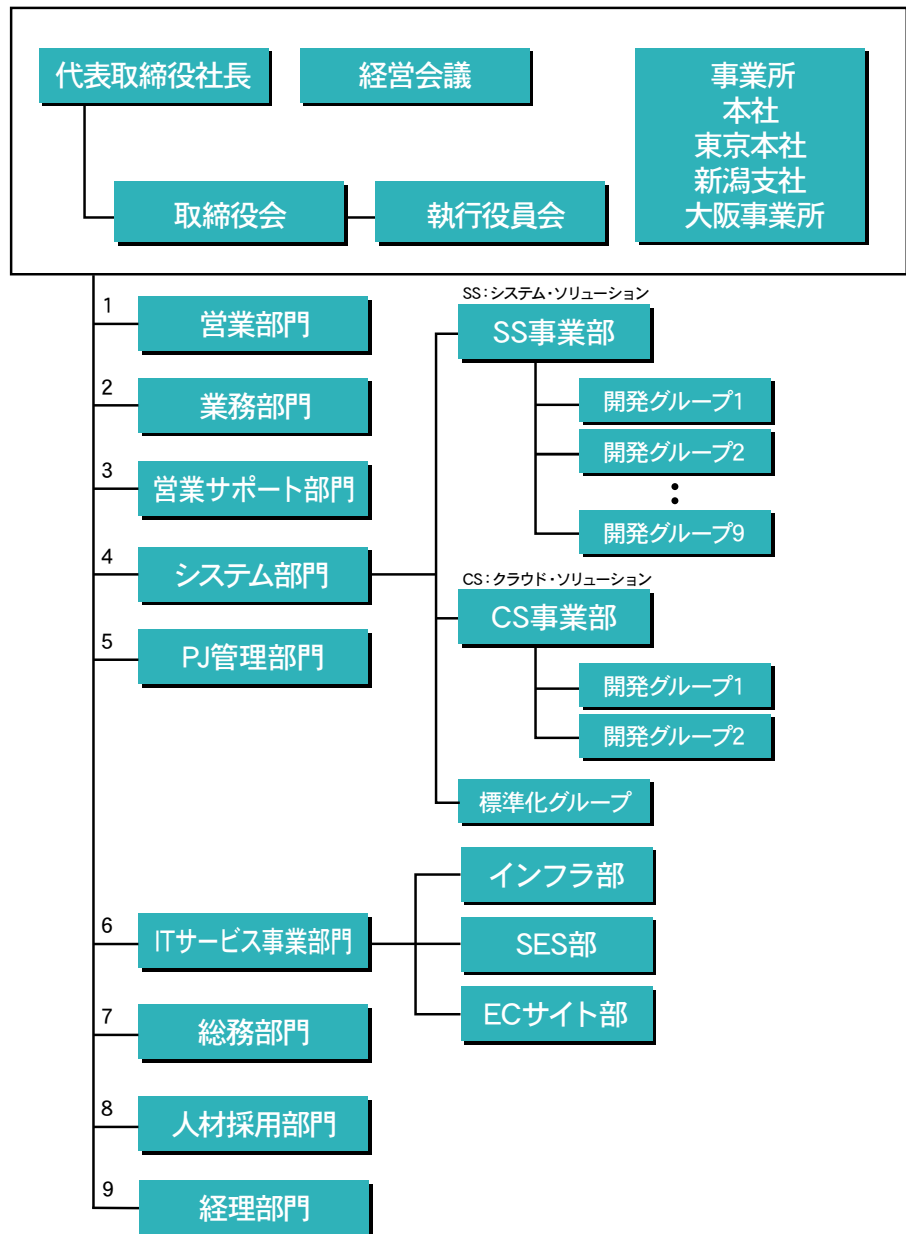 代表取締役社長
経営会議
事業所
本社
東京本社
新潟支社
大阪事業所
取締役会
執行役員会
1
営業部門
2
業務部門
3
営業サポート部門
4
システム部門
SS：システム・ソリューション
SS事業部
開発グループ1
開発グループ2
：
開発グループ9
CS：クラウド・ソリューション
CS事業部
開発グループ1
開発グループ2
標準化グループ
5
PJ管理部門
6
ITサービス事業部門
インフラ部
SES部
ECサイト部
7
総務部門
8
人材採用部門
9
経理部門